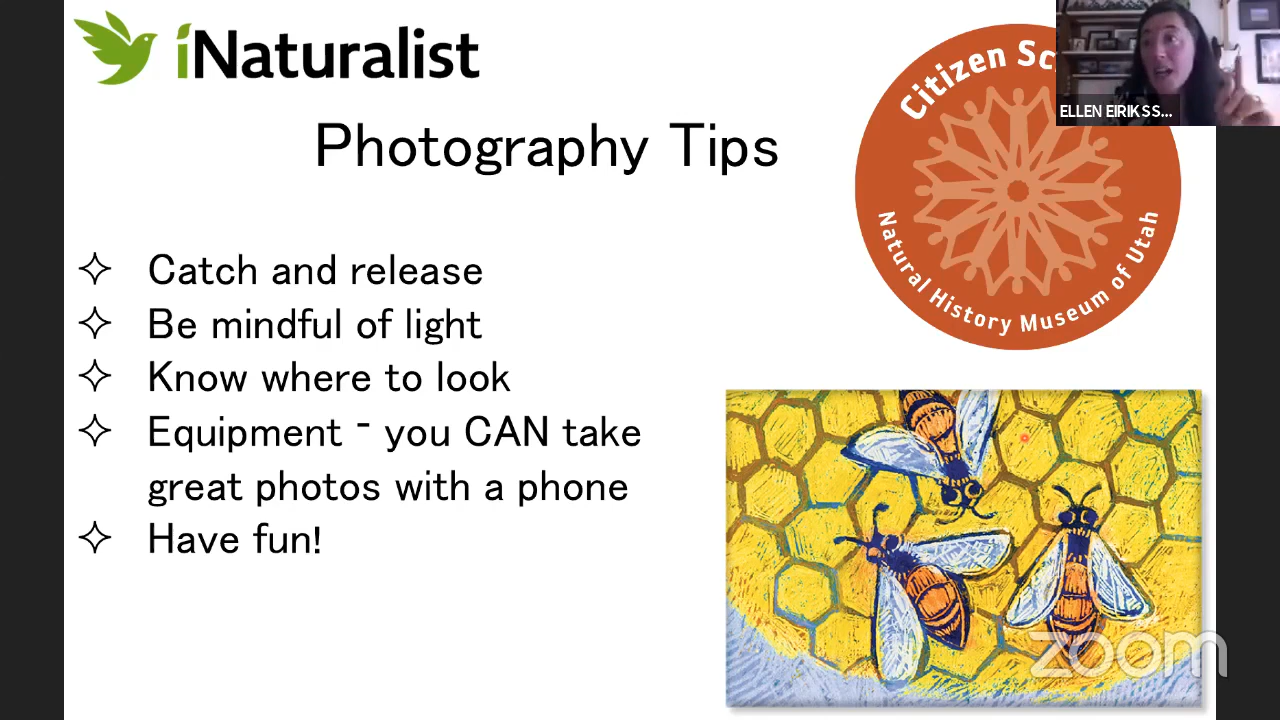 iNaturalist
Photography Tips
Catch and release
Be mindful of light
Know where to look
Equipment - you CAN take
great photos with a phone
Have fun!
Citizen Sc
Natural History Museum of Utah
ELLEN EIRIKSS...
zoom